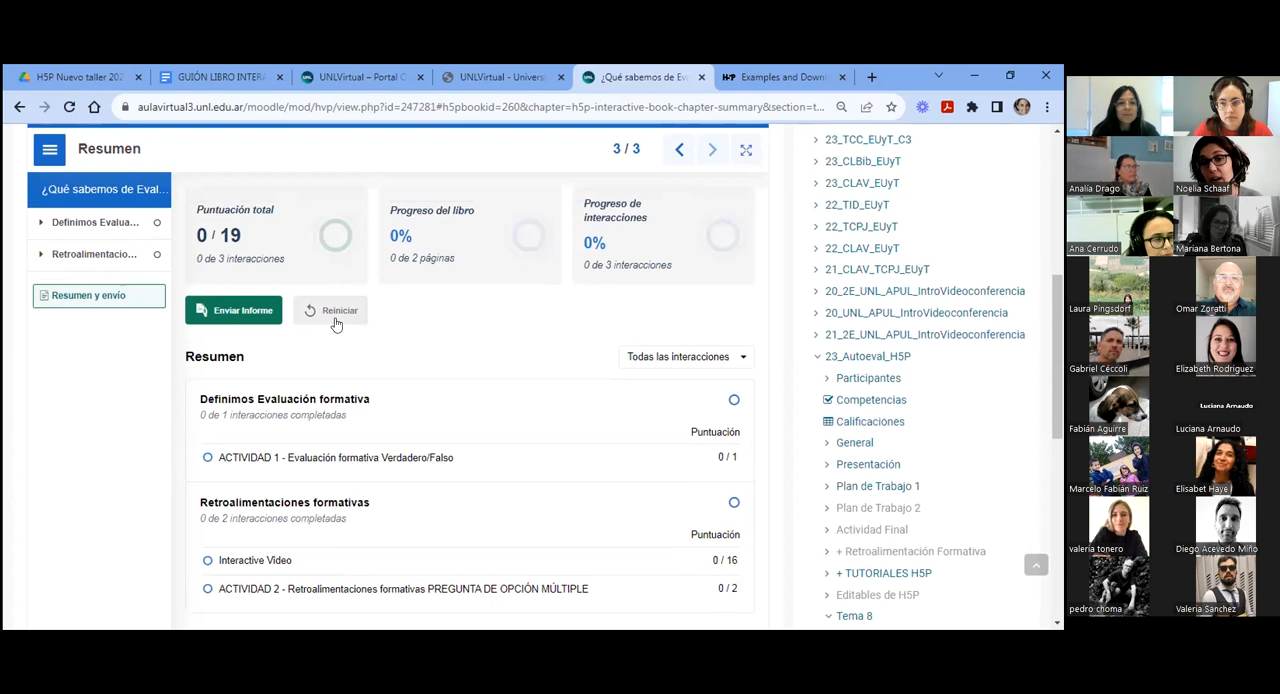 H5P Nuevo taller 202
GUIÓN LIBRO INTERA
UNLVirtual – Portal C
UNLVirtual - Univers
¿Qué sabemos de Ev
H-P Examples and Downl
aulavirtual3.unl.edu.ar/moodle/mod/hvp/view.php?id=247281#h5pbookid=260&chapter=h5p-interactive-book-chapter-summary&section=t...
Resumen
3 / 3
¿Qué sabemos de Eval...
Definimos Evalua...
Retroalimentacio...
Resumen y envío
Puntuación total
0 / 19
0 de 3 interacciones
Progreso del libro
0%
0 de 2 páginas
Progreso de
interacciones
0%
0 de 3 interacciones
Enviar Informe
Reiniciar
Resumen
Todas las interacciones
Definimos Evaluación formativa
0 de 1 interacciones completadas
Puntuación
ACTIVIDAD 1 - Evaluación formativa Verdadero/Falso 0 / 1
Retroalimentaciones formativas
0 de 2 interacciones completadas
Puntuación
Interactive Video 0 / 16
ACTIVIDAD 2 - Retroalimentaciones formativas PREGUNTA DE OPCIÓN MÚLTIPLE 0 / 2
23_TCC_EUyT_C3
23_CLBib_EUyT
23_CLAV_EUyT
22_TID_EUyT
22_TCPJ_EUyT
22_CLAV_EUyT
21_CLAV_TCPJ_EUyT
20_2E_UNL_APUL_IntroVideoconferencia
20_UNL_APUL_IntroVideoconferencia
21_2E_UNL_APUL_IntroVideoconferencia
23_Autoeval_H5P
Participantes
Competencias
Calificaciones
General
Presentación
Plan de Trabajo 1
Plan de Trabajo 2
Actividad Final
+ Retroalimentación Formativa
+ TUTORIALES H5P
Editables de H5P
Tema 8
Analía Drago
Noelia Schaaf
Ana Cerrudo
Mariana Bertona
Laura Pingsdorf
Omar Zoratti
Gabriel Céccoli
Elizabeth Rodriguez
Fabián Aguirre
Luciana Arnaudo
Luciana Arnaudo
Marcelo Fabián Ruiz
Elisabet Haye
valeria tonero
Diego Acevedo Miño
pedro choma
Valeria Sánchez